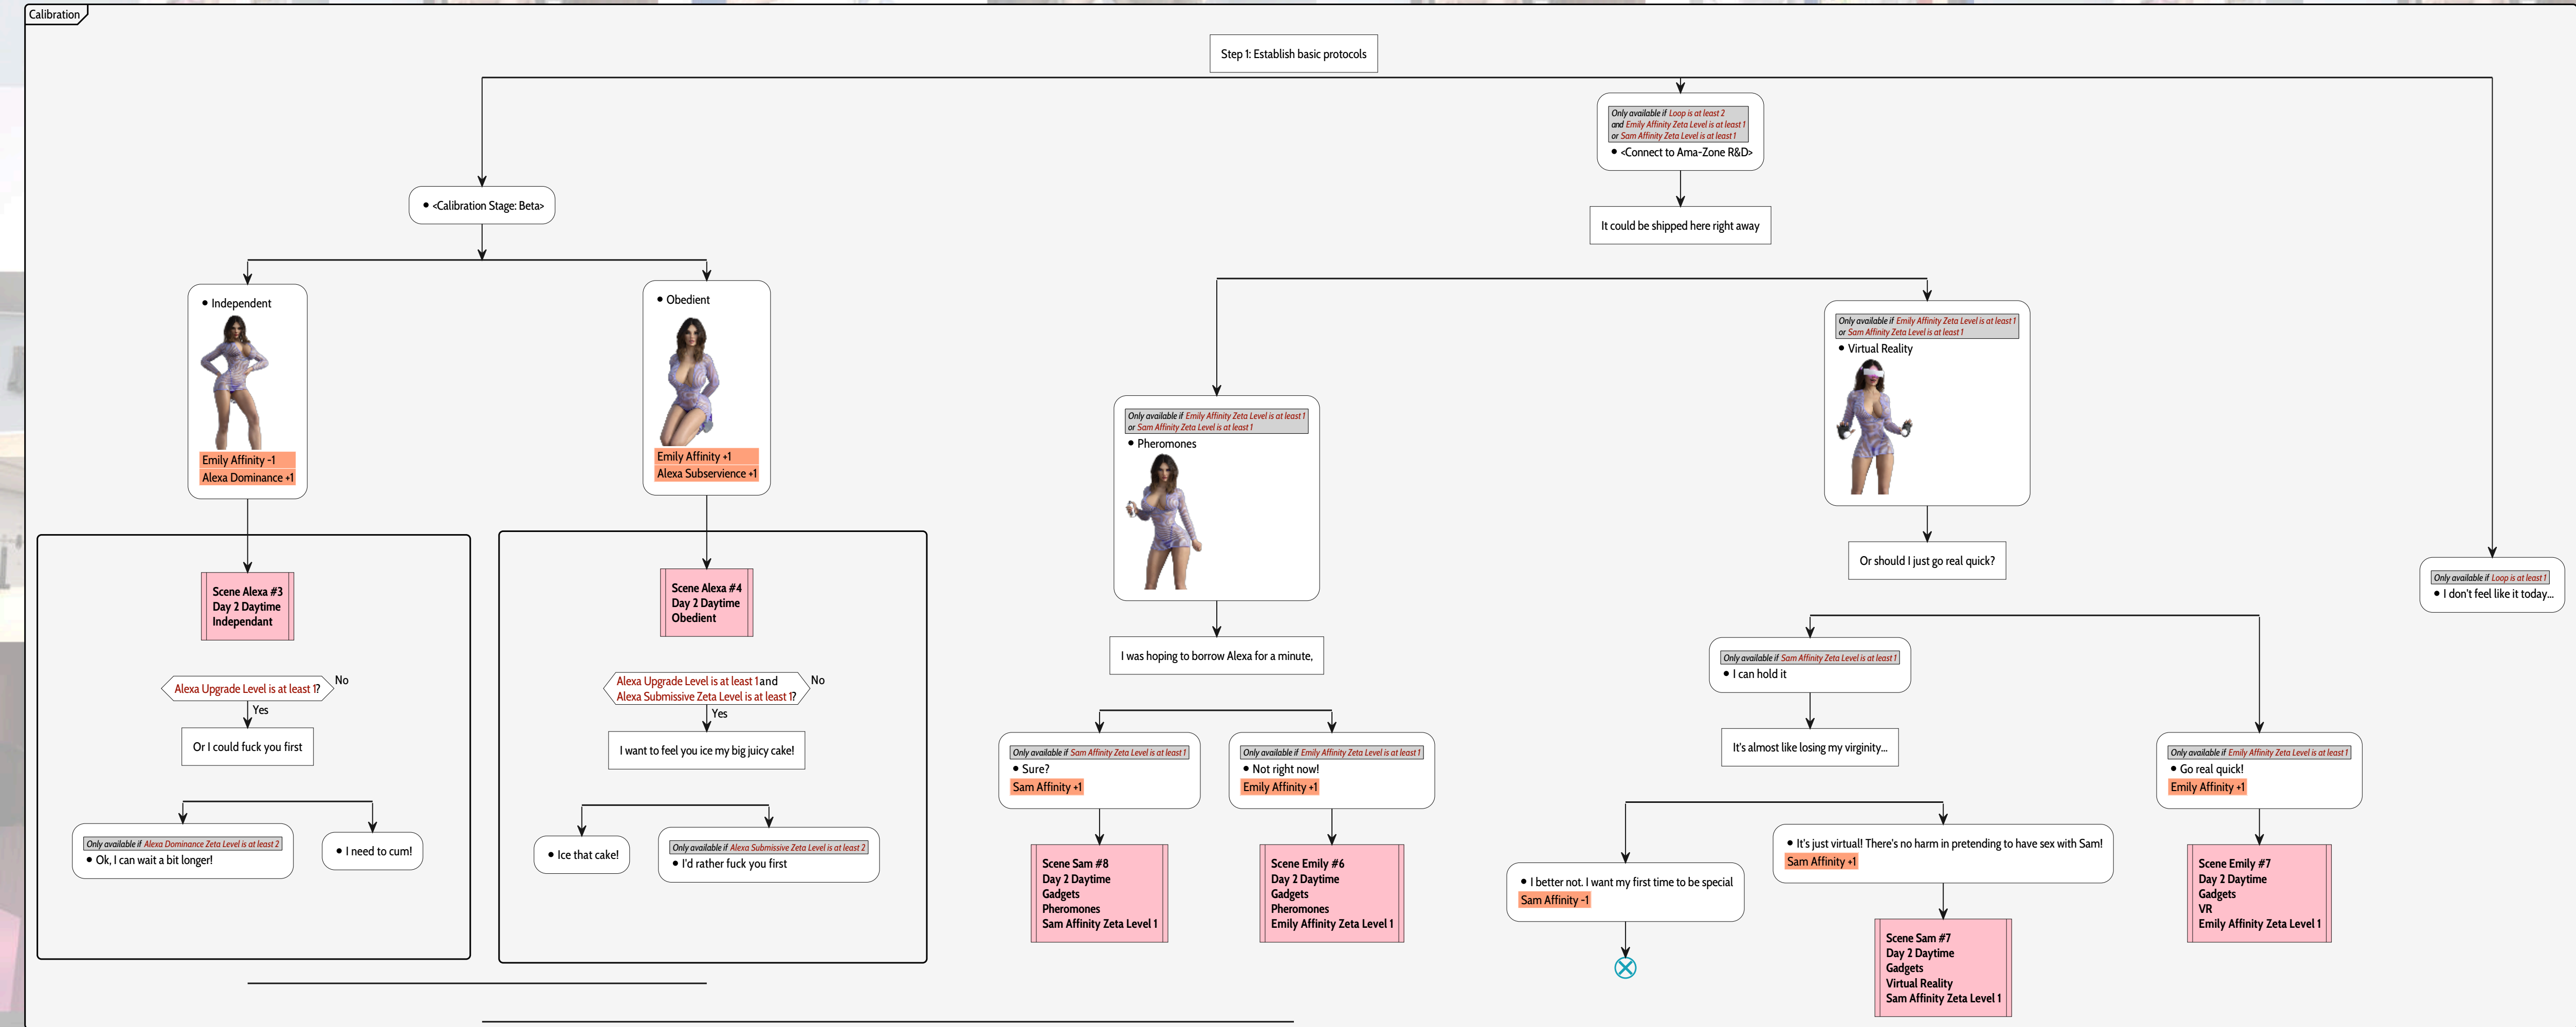 Calibration
Step 1: Establish basic protocols
Only available if Loop is at least 2
and Emily Affinity Zeta Level is at least 1
or Sam Affinity Zeta Level is at least 1
• <Connect to Ama-Zone R&D>
• <Calibration Stage: Beta>
It could be shipped here right away
• Independent
Emily Affinity -1
Alexa Dominance +1
• Obedient
Emily Affinity +1
Alexa Subservience +1
Only available if Emily Affinity Zeta Level is at least 1
or Sam Affinity Zeta Level is at least 1
• Virtual Reality
Only available if Emily Affinity Zeta Level is at least 1
or Sam Affinity Zeta Level is at least 1
• Pheromones
Or should I just go real quick?
Only available if Loop is at least 1
• I don't feel like it today...
Scene Alexa #3
Day 2 Daytime
Independant
Scene Alexa #4
Day 2 Daytime
Obedient
I was hoping to borrow Alexa for a minute,
Only available if Sam Affinity Zeta Level is at least 1
• I can hold it
Alexa Upgrade Level is at least 1?
No
Yes
Or I could fuck you first
Alexa Upgrade Level is at least 1 and
Alexa Submissive Zeta Level is at least 1?
No
Yes
I want to feel you ice my big juicy cake!
Only available if Sam Affinity Zeta Level is at least 1
• Sure?
Sam Affinity +1
Only available if Emily Affinity Zeta Level is at least 1
• Not right now!
Emily Affinity +1
It's almost like losing my virginity...
Only available if Emily Affinity Zeta Level is at least 1
• Go real quick!
Emily Affinity +1
Only available if Alexa Dominance Zeta Level is at least 2
• Ok, I can wait a bit longer!
• I need to cum!
• Ice that cake!
Only available if Alexa Submissive Zeta Level is at least 2
• I'd rather fuck you first
Scene Sam #8
Day 2 Daytime
Gadgets
Pheromones
Sam Affinity Zeta Level 1
Scene Emily #6
Day 2 Daytime
Gadgets
Pheromones
Emily Affinity Zeta Level 1
• I better not. I want my first time to be special
Sam Affinity -1
• It's just virtual! There's no harm in pretending to have sex with Sam!
Sam Affinity +1
Scene Emily #7
Day 2 Daytime
Gadgets
VR
Emily Affinity Zeta Level 1
Scene Sam #7
Day 2 Daytime
Gadgets
Virtual Reality
Sam Affinity Zeta Level 1